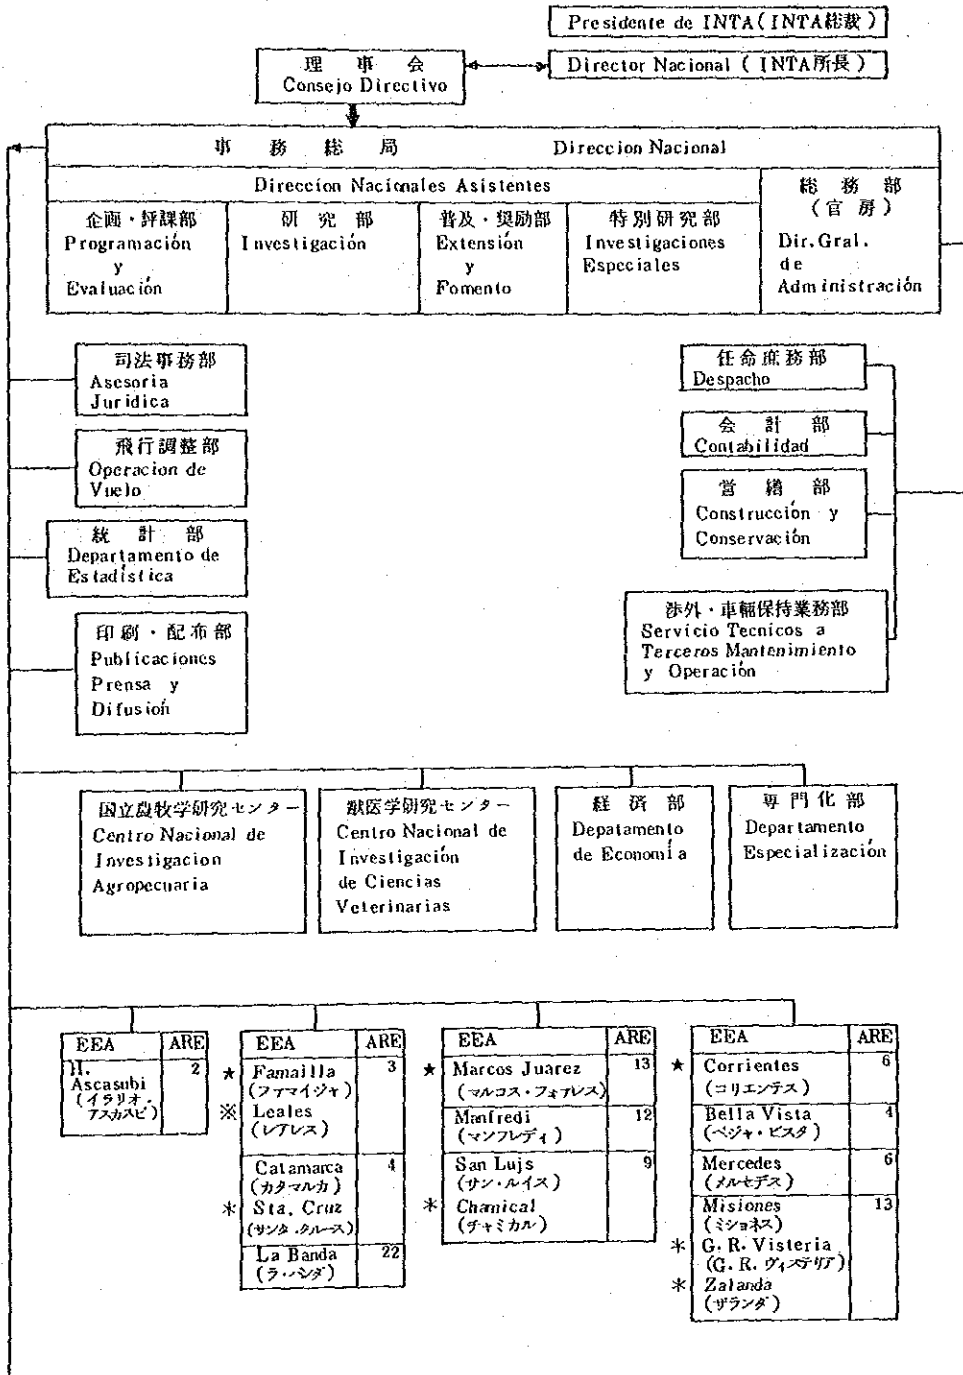 Presidente de INTA(INTA総裁)
理事会
Consejo Directivo
Director Nacional ( INTA所長)
事務総局 Direccion Nacional
Direccion Nacionales Asistentes
総務部
(官房)
Dir.Gral.
de
Administración
企画・評課部
Programación
y
Evaluación
研究部
Investigación
普及・奨励部
Extensión
y
Fomento
特別研究部
Investigaciones
Especiales
司法事務部
Asesoria
Juridica
飛行調整部
Operacion de
Vuelo
統計部
Departamento de
Estadística
印刷・配布部
Publicaciones
Prensa y
Difusión
任命庶務部
Despacho
会計部
Contabilidad
営繕部
Construcción y
Conservación
渉外・車輛保持業務部
Servicio Tecnicos a
Terceros Mantenimiento
y Operación
国立農牧学研究センター
Centro Nacional de
Investigacion
Agropecuaria
獣医学研究センター
Centro Nacional de
Investigación
de Ciencias
Veterinarias
経済部
Depatamento
de Economía
専門化部
Departamento
Especialización
EEA ARE
H. 2
Ascasubi
(イラリオ・
アスカスビ)
EEA ARE
★ Famailla 3
(ファマイジャ)
※ Leales
(レアレス)
Catamarca 4
(カタマルカ)
* Sta. Cruz
(サンタ・クルース)
La Banda 22
(ラ・バンダ)
EEA ARE
★ Marcos Juarez 13
(マルコス・フォアレス)
Manfredi 12
(マンフレディ)
San Lujs 9
(サン・ルイス)
* Chamical
(チャミカル)
EEA ARE
★ Corrientes 6
(コリエンテス)
Bella Vista 4
(ベジャ・ビスタ)
Mercedes 6
(メルセデス)
Misiones 13
(ミショネス)
* G. R. Visteria
(G. R. ヴィステリア)
* Zalanda
(ザランダ)